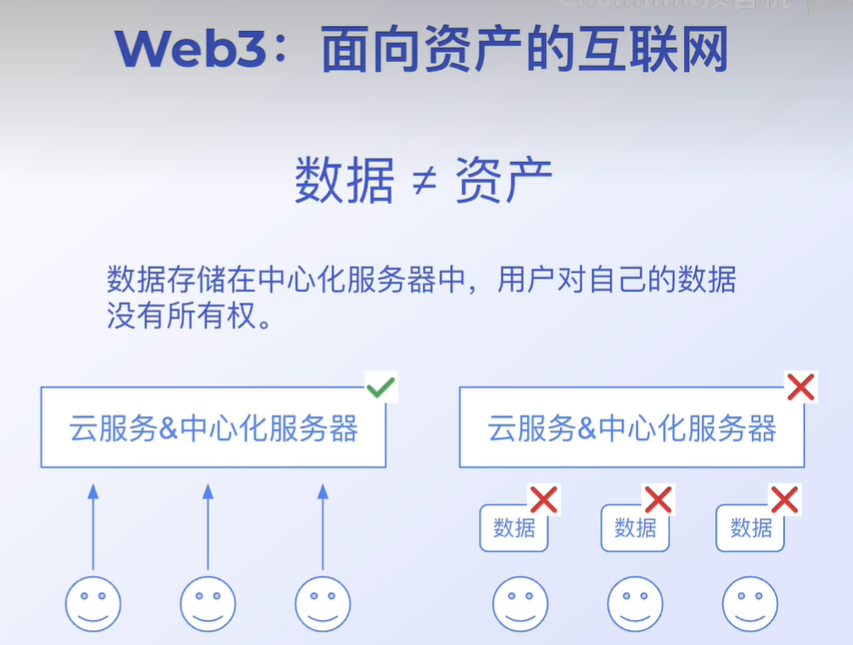 Web3：面向资产的互联网
数据 ≠ 资产
数据存储在中心化服务器中，用户对自己的数据
没有所有权。
云服务&中心化服务器
云服务&中心化服务器
数据
数据
数据